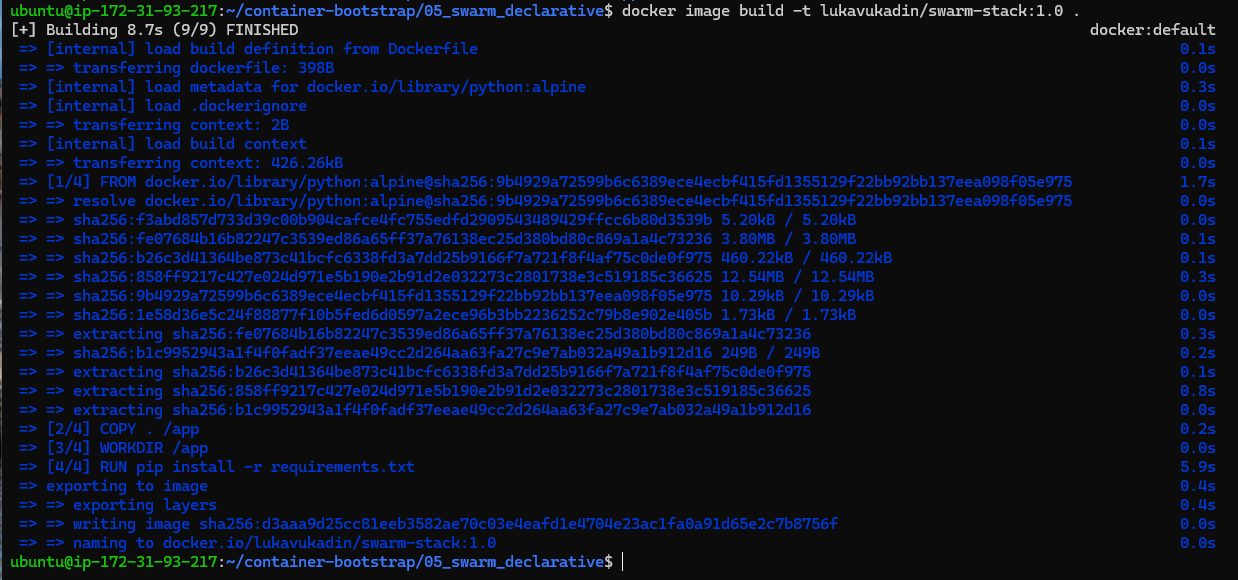 ubuntu@ip-172-31-93-217:~/container-bootstrap/05_swarm_declarative$ docker image build -t lukavukadin/swarm-stack:1.0 .
[+] Building 8.7s (9/9) FINISHED docker:default
=> [internal] load build definition from Dockerfile 0.1s
=> => transferring dockerfile: 398B 0.0s
=> [internal] load metadata for docker.io/library/python:alpine 0.3s
=> [internal] load .dockerignore 0.0s
=> => transferring context: 2B 0.0s
=> [internal] load build context 0.1s
=> => transferring context: 426.26kB 0.0s
=> [1/4] FROM docker.io/library/python:alpine@sha256:9b4929a72599b6c6389ece4ecbf415fd1355129f22bb92bb137eea098f05e975 1.7s
=> => resolve docker.io/library/python:alpine@sha256:9b4929a72599b6c6389ece4ecbf415fd1355129f22bb92bb137eea098f05e975 0.0s
=> => sha256:f3abd857d733d39c00b904cafce4fc755edfd2909543489429ffcc6b80d3539b 5.20kB / 5.20kB 0.0s
=> => sha256:fe07684b16b82247c3539ed86a65ff37a76138ec25d380bd80c869a1a4c73236 3.80MB / 3.80MB 0.1s
=> => sha256:b26c3d41364be873c41bcfc6338fd3a7dd25b9166f7a721f8f4af75c0de0f975 460.22kB / 460.22kB 0.1s
=> => sha256:858ff9217c427e024d971e5b190e2b91d2e032273c2801738e3c519185c36625 12.54MB / 12.54MB 0.3s
=> => sha256:9b4929a72599b6c6389ece4ecbf415fd1355129f22bb92bb137eea098f05e975 10.29kB / 10.29kB 0.0s
=> => sha256:1e58d36e5c24f88877f10b5fed6d0597a2ece96b3bb2236252c79b8e902e405b 1.73kB / 1.73kB 0.0s
=> => extracting sha256:fe07684b16b82247c3539ed86a65ff37a76138ec25d380bd80c869a1a4c73236 0.3s
=> => sha256:b1c9952943a1f4f0fadf37eeae49cc2d264aa63fa27c9e7ab032a49a1b912d16 249B / 249B 0.2s
=> => extracting sha256:b26c3d41364be873c41bcfc6338fd3a7dd25b9166f7a721f8f4af75c0de0f975 0.1s
=> => extracting sha256:858ff9217c427e024d971e5b190e2b91d2e032273c2801738e3c519185c36625 0.8s
=> => extracting sha256:b1c9952943a1f4f0fadf37eeae49cc2d264aa63fa27c9e7ab032a49a1b912d16 0.0s
=> [2/4] COPY . /app 0.2s
=> [3/4] WORKDIR /app 0.0s
=> [4/4] RUN pip install -r requirements.txt 5.9s
=> exporting to image 0.4s
=> => exporting layers 0.4s
=> => writing image sha256:d3aaa9d25cc81eeb3582ae70c03e4eafd1e4704e23ac1fa0a91d65e2c7b8756f 0.0s
=> => naming to docker.io/lukavukadin/swarm-stack:1.0 0.0s
ubuntu@ip-172-31-93-217:~/container-bootstrap/05_swarm_declarative$